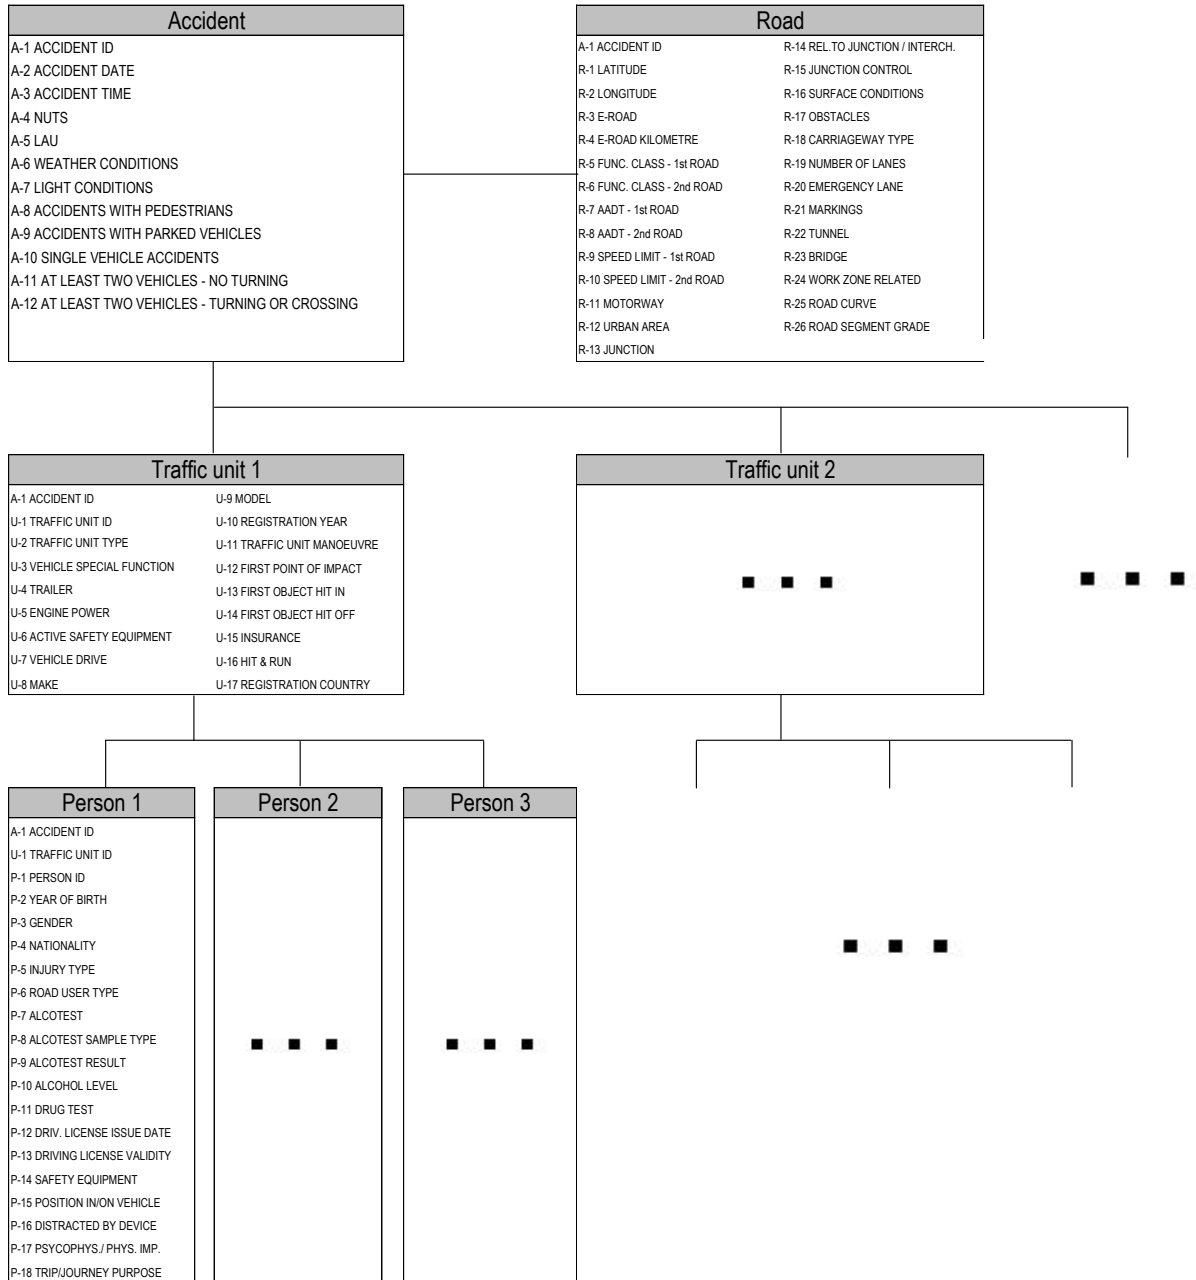 Accident
A-1 ACCIDENT ID
A-2 ACCIDENT DATE
A-3 ACCIDENT TIME
A-4 NUTS
A-5 LAU
A-6 WEATHER CONDITIONS
A-7 LIGHT CONDITIONS
A-8 ACCIDENTS WITH PEDESTRIANS
A-9 ACCIDENTS WITH PARKED VEHICLES
A-10 SINGLE VEHICLE ACCIDENTS
A-11 AT LEAST TWO VEHICLES - NO TURNING
A-12 AT LEAST TWO VEHICLES - TURNING OR CROSSING
Road
A-1 ACCIDENT ID
R-1 LATITUDE
R-2 LONGITUDE
R-3 E-ROAD
R-4 E-ROAD KILOMETRE
R-5 FUNC. CLASS - 1st ROAD
R-6 FUNC. CLASS - 2nd ROAD
R-7 AADT - 1st ROAD
R-8 AADT - 2nd ROAD
R-9 SPEED LIMIT - 1st ROAD
R-10 SPEED LIMIT - 2nd ROAD
R-11 MOTORWAY
R-12 URBAN AREA
R-13 JUNCTION
R-14 REL.TO JUNCTION / INTERCH.
R-15 JUNCTION CONTROL
R-16 SURFACE CONDITIONS
R-17 OBSTACLES
R-18 CARRIAGEWAY TYPE
R-19 NUMBER OF LANES
R-20 EMERGENCY LANE
R-21 MARKINGS
R-22 TUNNEL
R-23 BRIDGE
R-24 WORK ZONE RELATED
R-25 ROAD CURVE
R-26 ROAD SEGMENT GRADE
Traffic unit 1
A-1 ACCIDENT ID
U-1 TRAFFIC UNIT ID
U-2 TRAFFIC UNIT TYPE
U-3 VEHICLE SPECIAL FUNCTION
U-4 TRAILER
U-5 ENGINE POWER
U-6 ACTIVE SAFETY EQUIPMENT
U-7 VEHICLE DRIVE
U-8 MAKE
U-9 MODEL
U-10 REGISTRATION YEAR
U-11 TRAFFIC UNIT MANOEUVRE
U-12 FIRST POINT OF IMPACT
U-13 FIRST OBJECT HIT IN
U-14 FIRST OBJECT HIT OFF
U-15 INSURANCE
U-16 HIT & RUN
U-17 REGISTRATION COUNTRY
Traffic unit 2
Person 1
A-1 ACCIDENT ID
U-1 TRAFFIC UNIT ID
P-1 PERSON ID
P-2 YEAR OF BIRTH
P-3 GENDER
P-4 NATIONALITY
P-5 INJURY TYPE
P-6 ROAD USER TYPE
P-7 ALCOTEST
P-8 ALCOTEST SAMPLE TYPE
P-9 ALCOTEST RESULT
P-10 ALCOHOL LEVEL
P-11 DRUG TEST
P-12 DRIV. LICENSE ISSUE DATE
P-13 DRIVING LICENSE VALIDITY
P-14 SAFETY EQUIPMENT
P-15 POSITION IN/ON VEHICLE
P-16 DISTRACTED BY DEVICE
P-17 PSYCOPHYS./ PHYS. IMP.
P-18 TRIP/JOURNEY PURPOSE
Person 2
Person 3